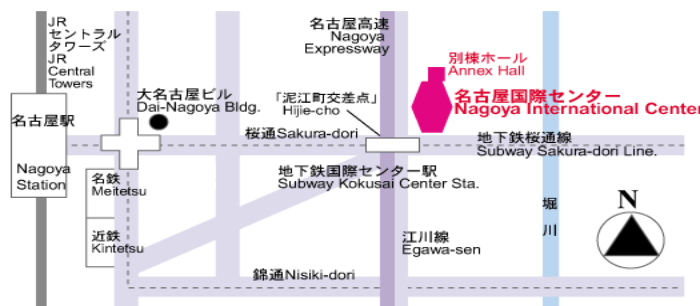 JR
セントラル
タワーズ
JR
Central
Towers
名古屋高速
Nagoya
Expressway
別棟ホール
Annex Hall
大名古屋ビル
Dai-Nagoya Bldg.
「泥江町交差点」
Hijie-cho
名古屋国際センター
Nagoya International Center
名古屋駅
桜通Sakura-dori
地下鉄桜通線
Subway Sakura-dori Line.
Nagoya
Station
名鉄
Meitetsu
地下鉄国際センター駅
Subway Kokusai Center Sta.
堀
川
N
近鉄
Kintetsu
江川線
Egawa-sen
錦通Nisiki-dori